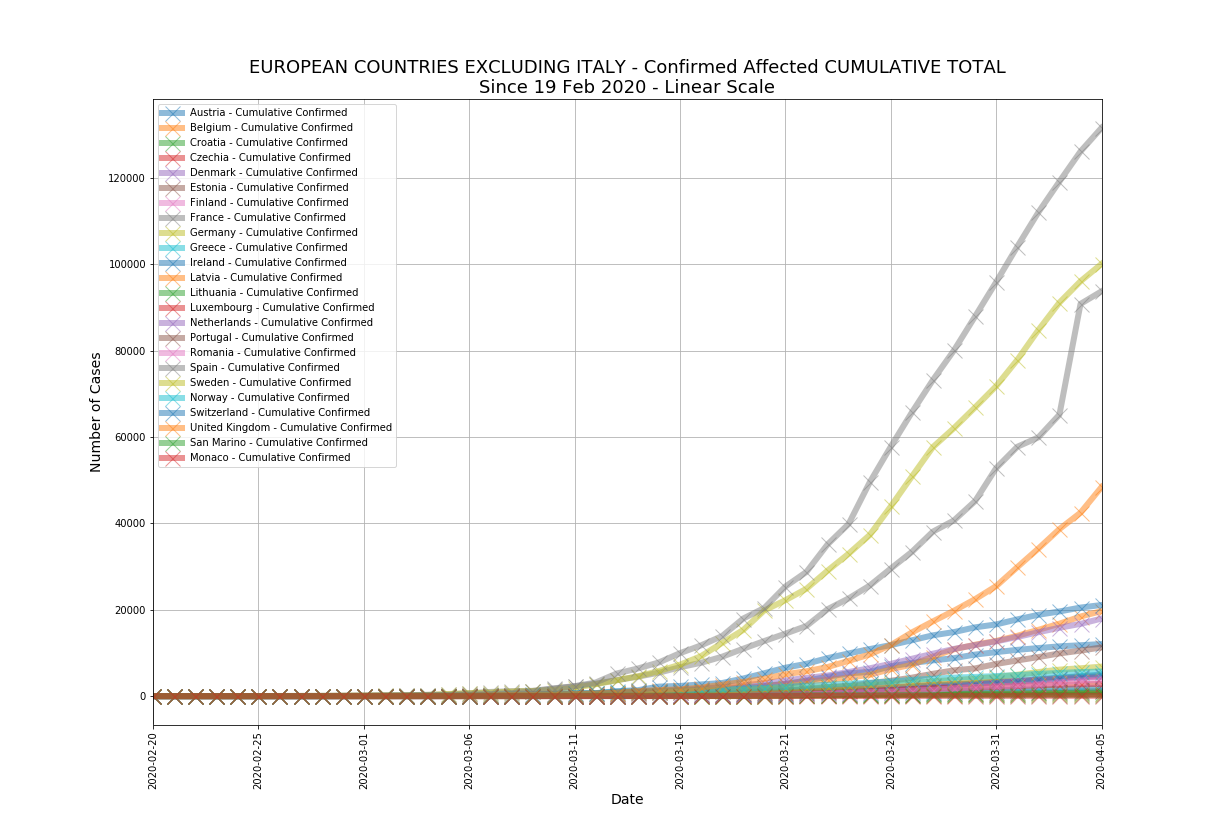 EUROPEAN COUNTRIES EXCLUDING ITALY - Confirmed Affected CUMULATIVE TOTAL
Since 19 Feb 2020 - Linear Scale
Austria - Cumulative Confirmed
Belgium - Cumulative Confirmed
Croatia - Cumulative Confirmed
Czechia - Cumulative Confirmed
Denmark - Cumulative Confirmed
Estonia - Cumulative Confirmed
Finland - Cumulative Confirmed
France - Cumulative Confirmed
Germany - Cumulative Confirmed
Greece - Cumulative Confirmed
Ireland - Cumulative Confirmed
Latvia - Cumulative Confirmed
Lithuania - Cumulative Confirmed
Luxembourg - Cumulative Confirmed
Netherlands - Cumulative Confirmed
Portugal - Cumulative Confirmed
Romania - Cumulative Confirmed
Spain - Cumulative Confirmed
Sweden - Cumulative Confirmed
Norway - Cumulative Confirmed
Switzerland - Cumulative Confirmed
United Kingdom - Cumulative Confirmed
San Marino - Cumulative Confirmed
Monaco - Cumulative Confirmed
Number of Cases
120000
100000
80000
60000
40000
20000
0
2020-02-20
2020-02-25
2020-03-01
2020-03-06
2020-03-11
2020-03-16
2020-03-21
2020-03-26
2020-03-31
2020-04-05
Date